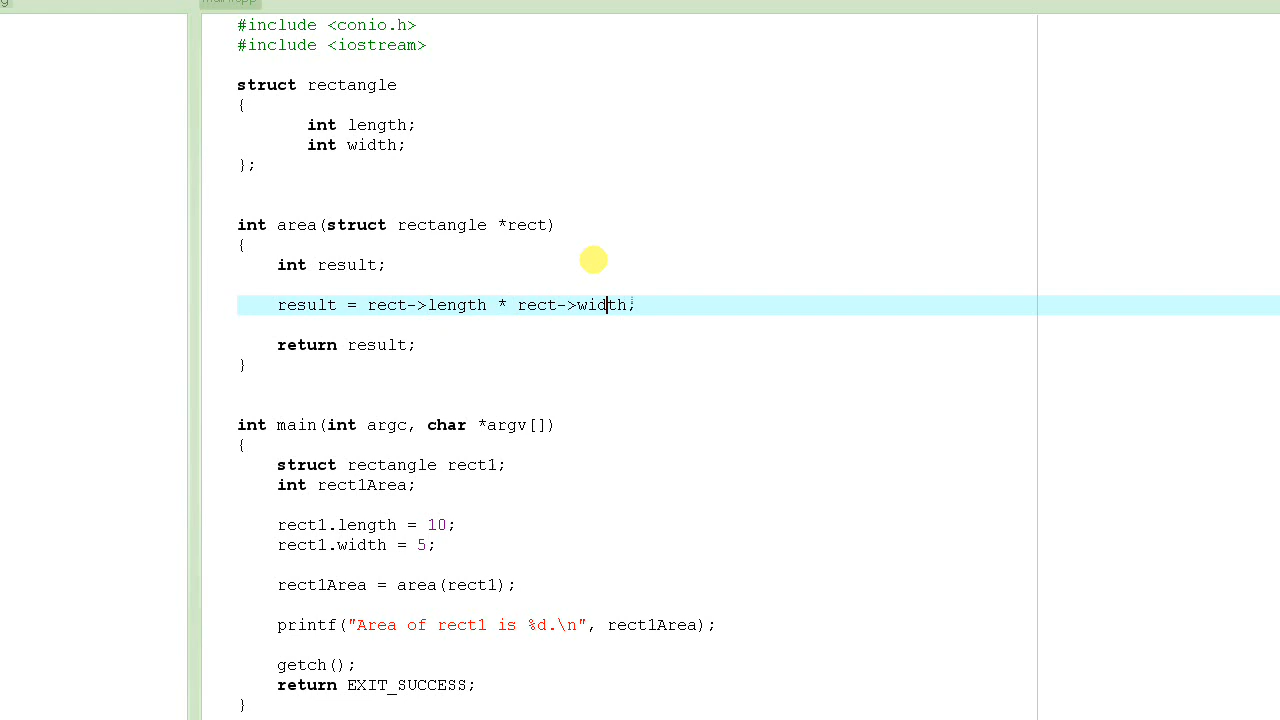 #include <conio.h>
#include <iostream>
struct rectangle
{
int length;
int width;
};
int area(struct rectangle *rect)
{
int result;
result = rect->length * rect->width;
return result;
}
int main(int argc, char *argv[])
{
struct rectangle rect1;
int rect1Area;
rect1.length = 10;
rect1.width = 5;
rect1Area = area(rect1);
printf("Area of rect1 is %d.\n", rect1Area);
getch();
return EXIT_SUCCESS;
}